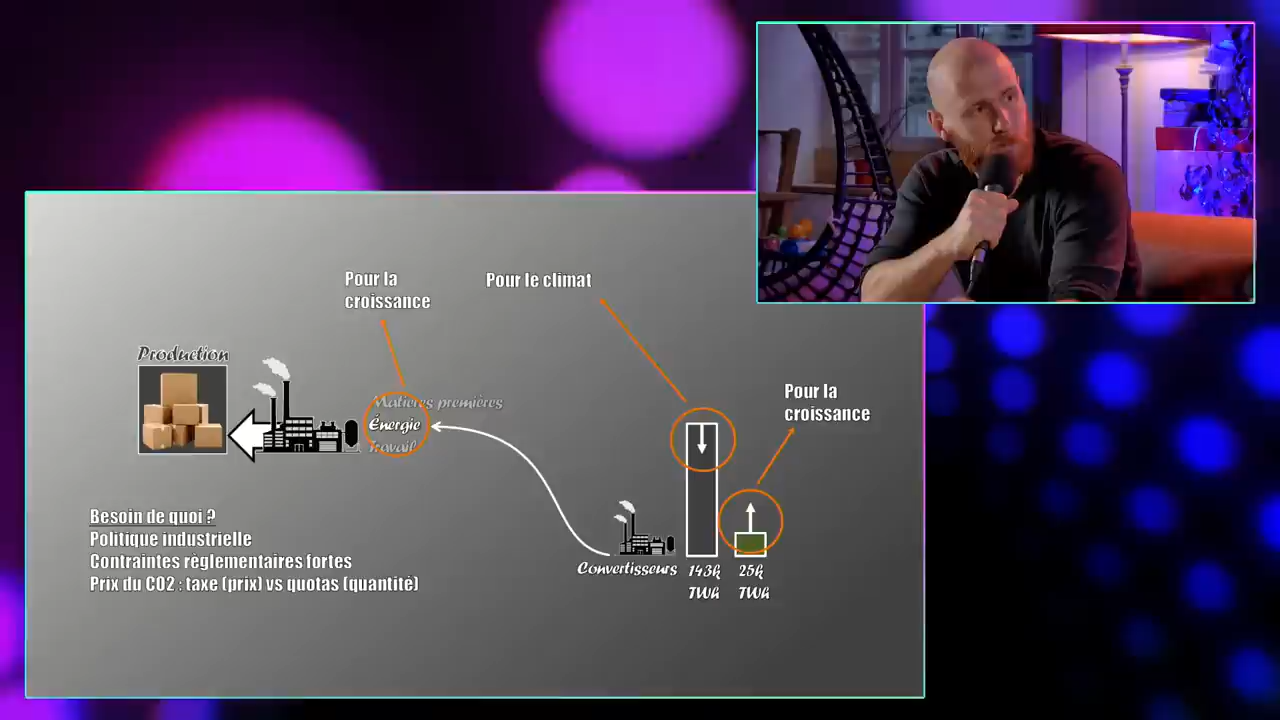 Pour la
croissance
Pour le climat
Pour la
croissance
Production
Matières premières
Énergie
Travail
Besoin de quoi ?
Politique industrielle
Contraintes règlementaires fortes
Prix du CO2 : taxe (prix) vs quotas (quantité)
Convertisseurs
143k
TWh
25k
TWh